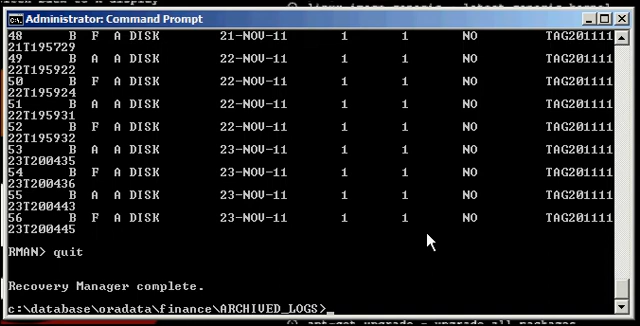 Administrator: Command Prompt
48 B F A DISK 21-NOV-11 1 1 NO TAG201111
21T195729
49 B A A DISK 22-NOV-11 1 1 NO TAG201111
22T195922
50 B F A DISK 22-NOV-11 1 1 NO TAG201111
22T195924
51 B A A DISK 22-NOV-11 1 1 NO TAG201111
22T195931
52 B F A DISK 22-NOV-11 1 1 NO TAG201111
22T195932
53 B A A DISK 23-NOV-11 1 1 NO TAG201111
23T200435
54 B F A DISK 23-NOV-11 1 1 NO TAG201111
23T200436
55 B A A DISK 23-NOV-11 1 1 NO TAG201111
23T200443
56 B F A DISK 23-NOV-11 1 1 NO TAG201111
23T200445
RMAN> quit
Recovery Manager complete.
c:\database\oradata\finance\ARCHIVED_LOGS>_